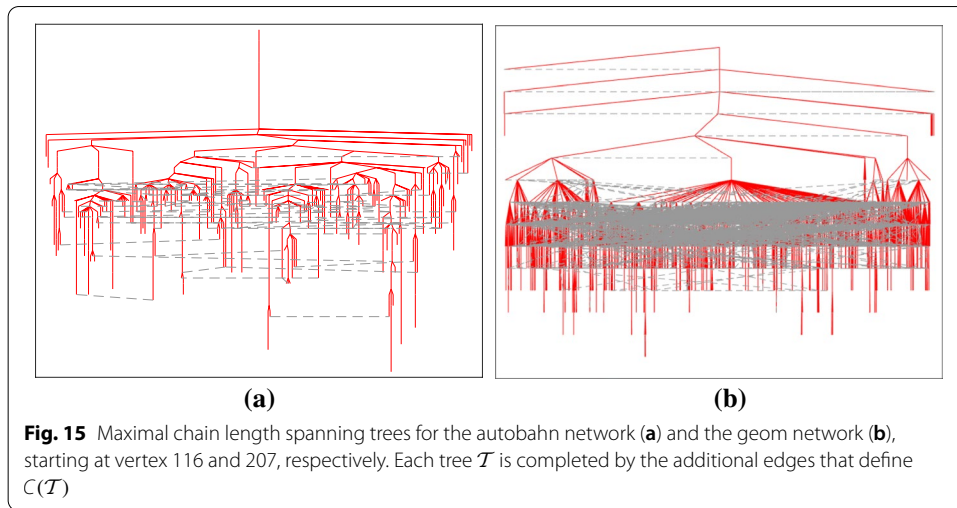 (a)
(b)
Fig. 15 Maximal chain length spanning trees for the autobahn network (a) and the geom network (b),
starting at vertex 116 and 207, respectively. Each tree 𝒯 is completed by the additional edges that define
C(𝒯)